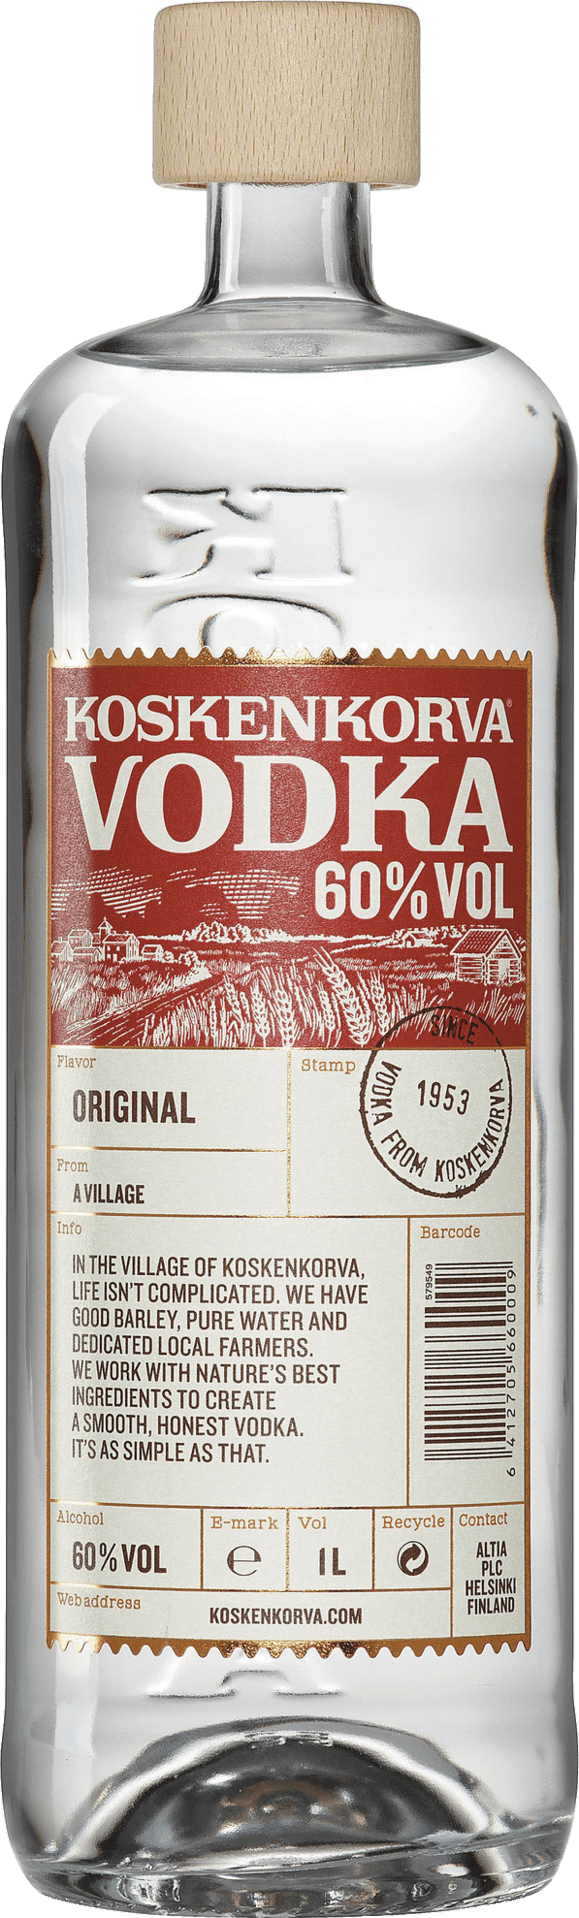 KO
KOSKENKORVA®
VODKA
60% VOL
Flavor
ORIGINAL
Stamp
SINCE
1953
VODKA FROM KOSKENKORVA
From
A VILLAGE
Info
IN THE VILLAGE OF KOSKENKORVA,
LIFE ISN'T COMPLICATED. WE HAVE
GOOD BARLEY, PURE WATER AND
DEDICATED LOCAL FARMERS.
WE WORK WITH NATURE'S BEST
INGREDIENTS TO CREATE
A SMOOTH, HONEST VODKA.
IT'S AS SIMPLE AS THAT.
Barcode
579549
6 412705 660009
Alcohol
60% VOL
E-mark
℮
Vol
1L
Recycle
Contact
ALTIA
PLC
HELSINKI
FINLAND
Web address
KOSKENKORVA.COM
A